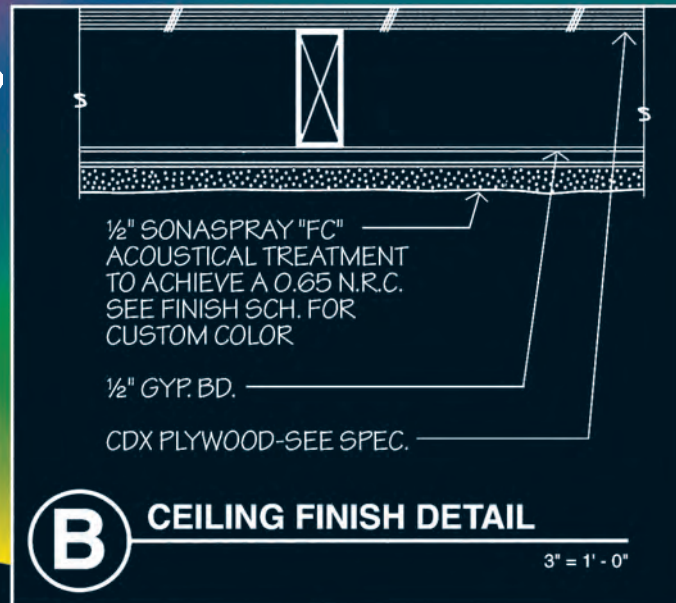 ½" SONASPRAY "FC"
ACOUSTICAL TREATMENT
TO ACHIEVE A 0.65 N.R.C.
SEE FINISH SCH. FOR
CUSTOM COLOR
½" GYP. BD.
CDX PLYWOOD-SEE SPEC.
B CEILING FINISH DETAIL
3" = 1' - 0"